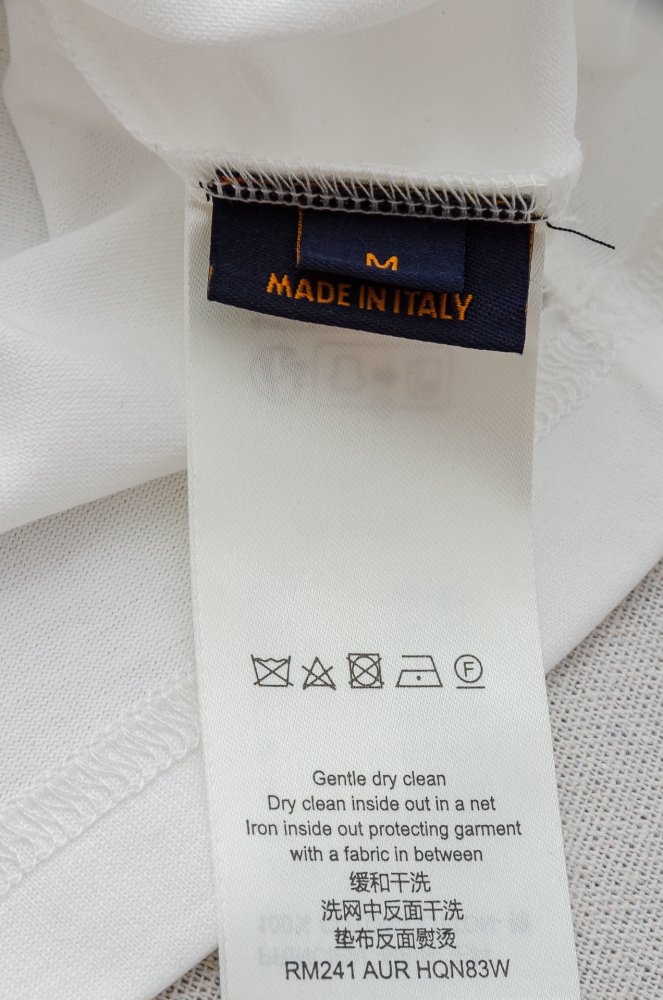 M
MADE IN ITALY
F
Gentle dry clean
Dry clean inside out in a net
Iron inside out protecting garment
with a fabric in between
缓和干洗
洗网中反面干洗
垫布反面熨烫
RM241 AUR HQN83W